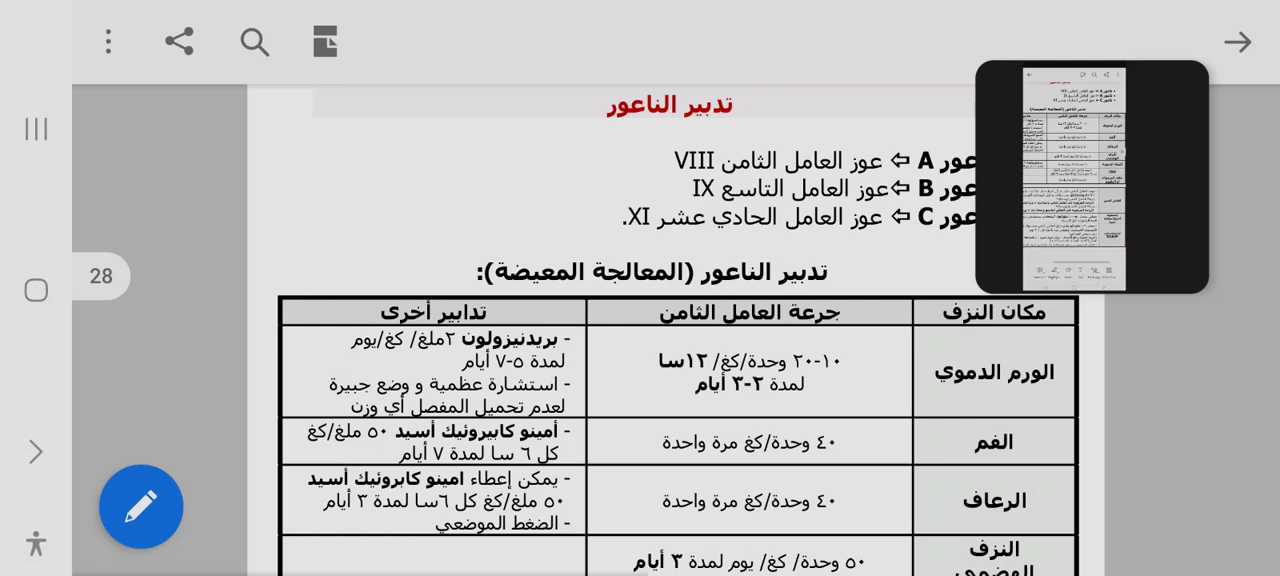 تدبير الناعور
عور A ⇦ عوز العامل الثامن VIII
عور B ⇦عوز العامل التاسع IX
عور C ⇦ عوز العامل الحادي عشر XI.
28
تدبير الناعور (المعالجة المعيضة):
مكان النزف جرعة العامل الثامن تدابير أخرى
الورم الدموي
١٠-٢٠ وحدة/كغ/ ١٢سا
لمدة ٢-٣ أيام
- بريدنيزولون ٢ملغ/ كغ/يوم
لمدة ٥-٧ أيام
- استشارة عظمية و وضع جبيرة
لعدم تحميل المفصل أي وزن
الفم
٤٠ وحدة/كغ مرة واحدة
- أمينو كابيروئيك أسيد ٥٠ ملغ/كغ
كل ٦ سا لمدة ٧ أيام
الرعاف
٤٠ وحدة/كغ مرة واحدة
- يمكن إعطاء امينو كابروئيك أسيد
٥٠ ملغ/كغ كل ٦سا لمدة ٣ أيام
- الضغط الموضعي
النزف
الهضمي
٥٠ وحدة/ كغ/ يوم لمدة ٣ أيام